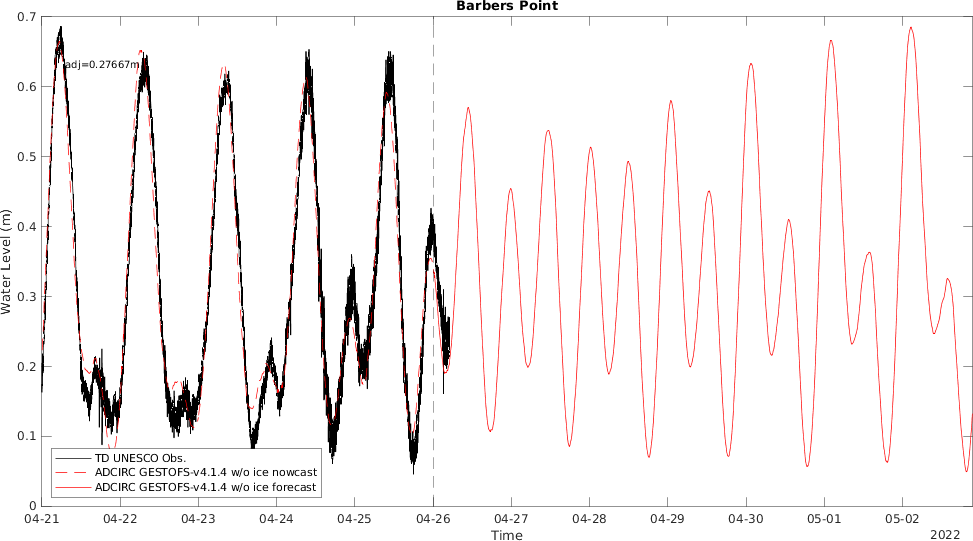 Barbers Point
0.7
adj=0.27667m
0.6
0.5
0.4
0.3
0.2
0.1
0
Water Level (m)
TD UNESCO Obs.
ADCIRC GESTOFS-v4.1.4 w/o ice nowcast
ADCIRC GESTOFS-v4.1.4 w/o ice forecast
04-21 04-22 04-23 04-24 04-25 04-26 04-27 04-28 04-29 04-30 05-01 05-02
Time
2022